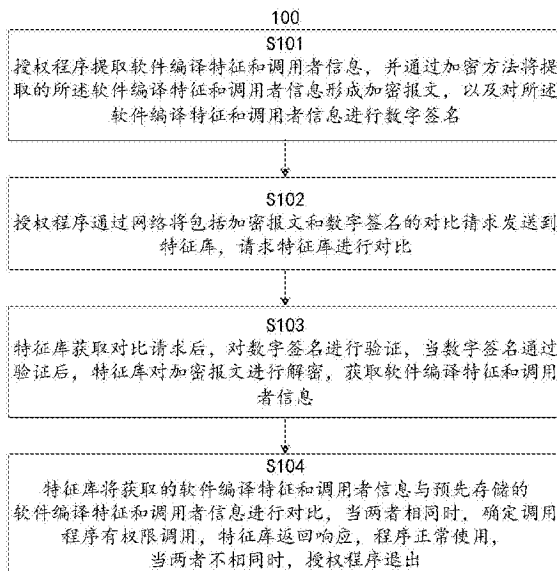 100
S101
授权程序提取软件编译特征和调用者信息，并通过加密方法将提
取的所述软件编译特征和调用者信息形成加密报文，以及对所述
软件编译特征和调用者信息进行数字签名
S102
授权程序通过网络将包括加密报文和数字签名的对比请求发送到
特征库，请求特征库进行对比
S103
特征库获取对比请求后，对数字签名进行验证，当数字签名通过
验证后，特征库对加密报文进行解密，获取软件编译特征和调用
者信息
S104
特征库将获取的软件编译特征和调用者信息与预先存储的
软件编译特征和调用者信息进行对比，当两者相同时，确定调用
程序有权限调用，特征库返回响应，程序正常使用，
当两者不相同时，授权程序退出